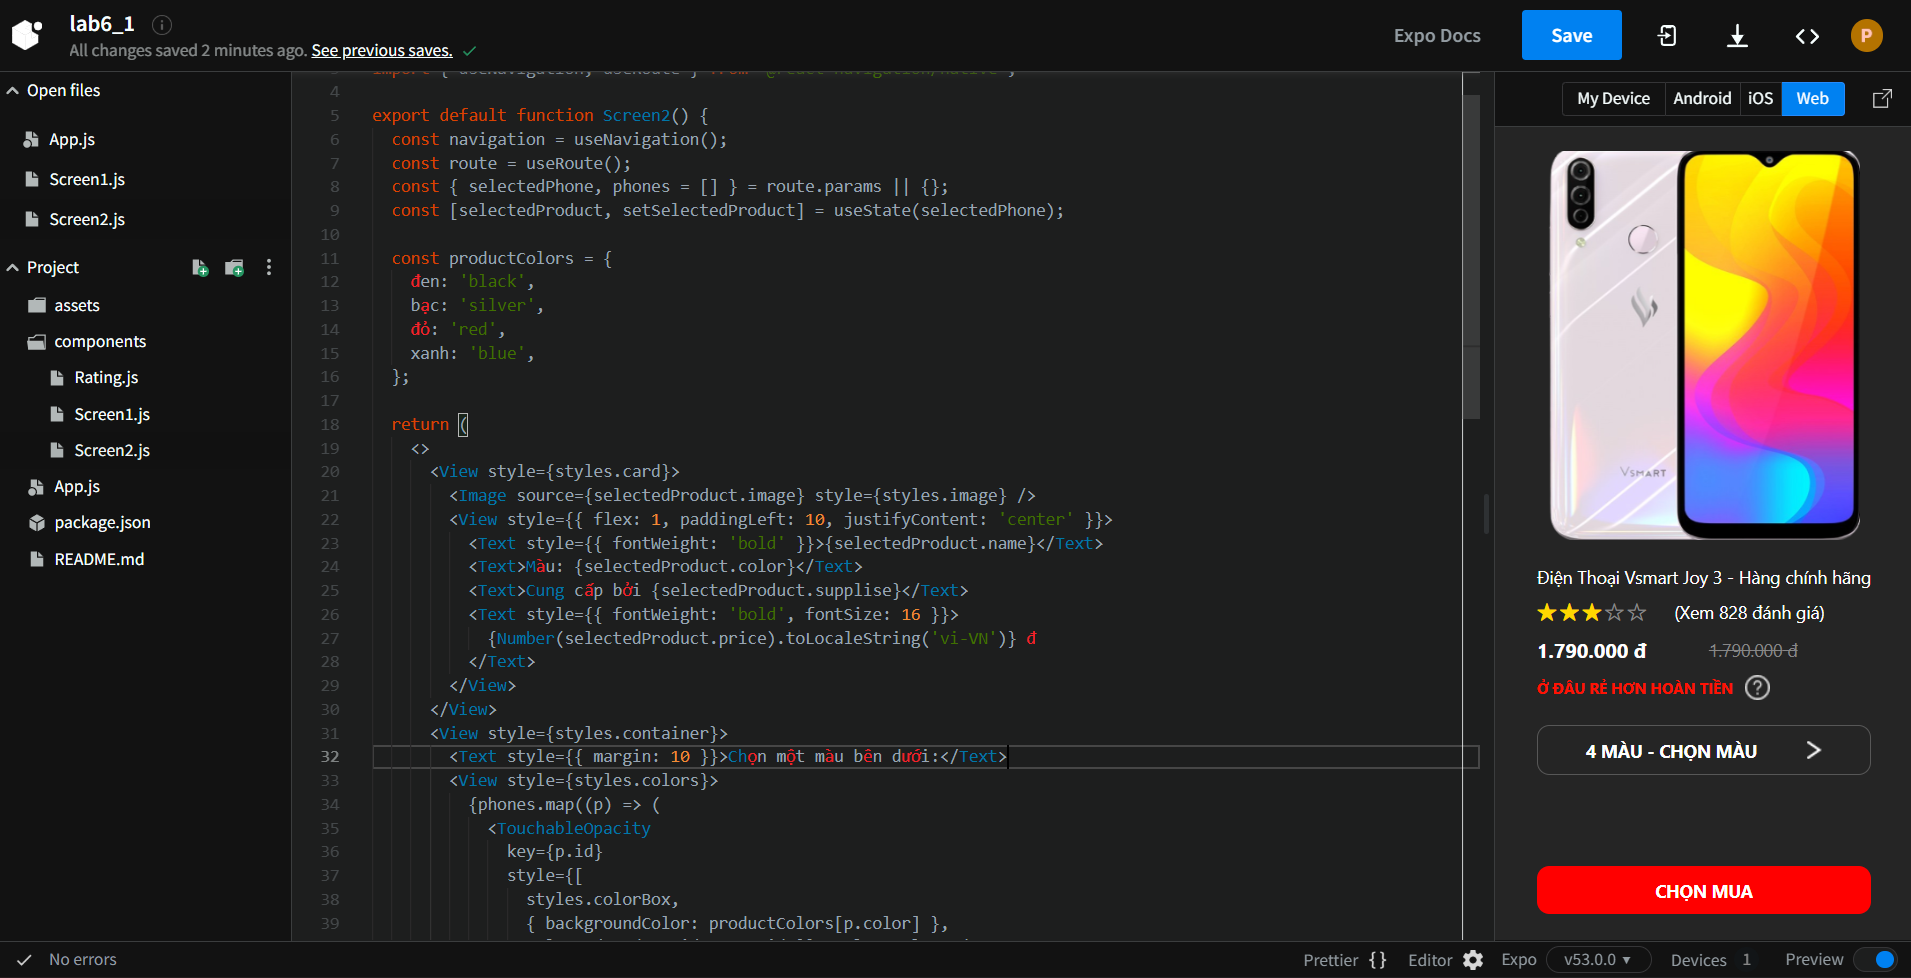 lab6_1
All changes saved 2 minutes ago. See previous saves.
Expo Docs
Save
P
Open files
App.js
Screen1.js
Screen2.js
Project
assets
components
Rating.js
Screen1.js
Screen2.js
App.js
package.json
README.md
4
5 export default function Screen2() {
6 const navigation = useNavigation();
7 const route = useRoute();
8 const { selectedPhone, phones = [] } = route.params || {};
9 const [selectedProduct, setSelectedProduct] = useState(selectedPhone);
10
11 const productColors = {
12 đen: 'black',
13 bạc: 'silver',
14 đỏ: 'red',
15 xanh: 'blue',
16 };
17
18 return (
19 <>
20 <View style={styles.card}>
21 <Image source={selectedProduct.image} style={styles.image} />
22 <View style={{ flex: 1, paddingLeft: 10, justifyContent: 'center' }}>
23 <Text style={{ fontWeight: 'bold' }}>{selectedProduct.name}</Text>
24 <Text>Màu: {selectedProduct.color}</Text>
25 <Text>Cung cấp bởi {selectedProduct.supplise}</Text>
26 <Text style={{ fontWeight: 'bold', fontSize: 16 }}>
27 {Number(selectedProduct.price).toLocaleString('vi-VN')} đ
28 </Text>
29 </View>
30 </View>
31 <View style={styles.container}>
32 <Text style={{ margin: 10 }}>Chọn một màu bên dưới:</Text>
33 <View style={styles.colors}>
34 {phones.map((p) => (
35 <TouchableOpacity
36 key={p.id}
37 style={[
38 styles.colorBox,
39 { backgroundColor: productColors[p.color] },
My Device
Android
iOS
Web
VSMART
Điện Thoại Vsmart Joy 3 - Hàng chính hãng
(Xem 828 đánh giá)
1.790.000 đ 1.790.000 đ
Ở ĐÂU RẺ HƠN HOÀN TIỀN ?
4 MÀU - CHỌN MÀU
CHỌN MUA
No errors
Prettier {}
Editor
Expo
v53.0.0
Devices 1
Preview